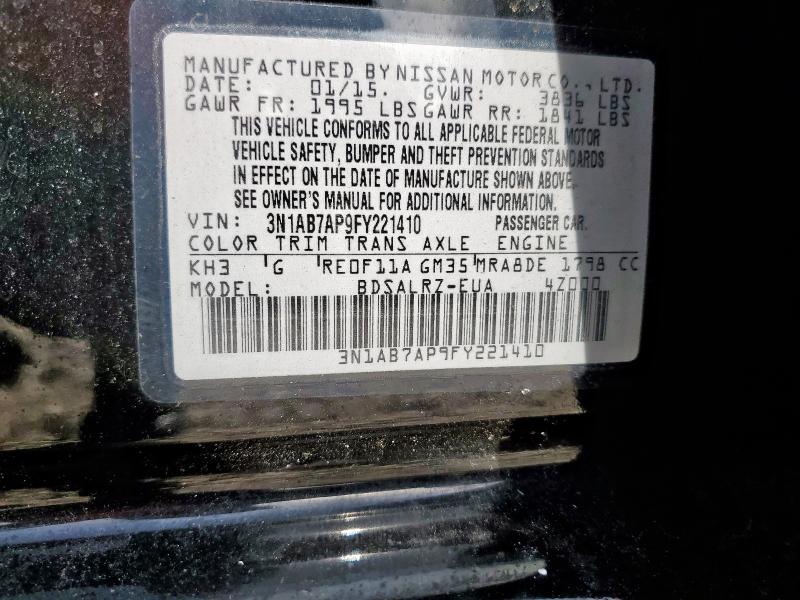 MANUFACTURED BY NISSAN MOTOR CO., LTD.
DATE: 01/15. GVWR: 3836 LBS
GAWR FR: 1995 LBS GAWR RR: 1841 LBS
THIS VEHICLE CONFORMS TO ALL APPLICABLE FEDERAL MOTOR
VEHICLE SAFETY, BUMPER AND THEFT PREVENTION STANDARDS
IN EFFECT ON THE DATE OF MANUFACTURE SHOWN ABOVE.
SEE OWNER'S MANUAL FOR ADDITIONAL INFORMATION.
VIN: 3N1AB7AP9FY221410 PASSENGER CAR.
COLOR TRIM TRANS AXLE ENGINE
KH3 G RE0F11A GM35 MRA8DE 1798 CC
MODEL: BDSALRZ-EUA 4Z000
3N1AB7AP9FY221410